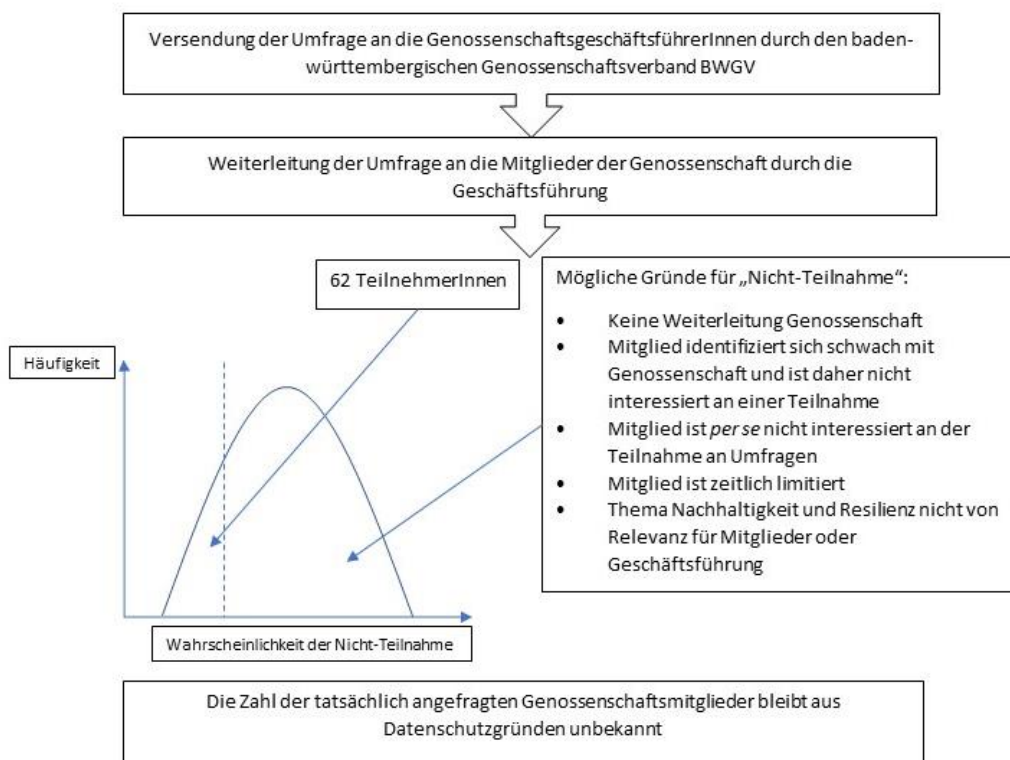 Versendung der Umfrage an die GenossenschaftsgeschäftsführerInnen durch den baden-
württembergischen Genossenschaftsverband BWGV
Weiterleitung der Umfrage an die Mitglieder der Genossenschaft durch die
Geschäftsführung
62 TeilnehmerInnen
Mögliche Gründe für „Nicht-Teilnahme“:
• Keine Weiterleitung Genossenschaft
• Mitglied identifiziert sich schwach mit
Genossenschaft und ist daher nicht
interessiert an einer Teilnahme
• Mitglied ist per se nicht interessiert an der
Teilnahme an Umfragen
• Mitglied ist zeitlich limitiert
• Thema Nachhaltigkeit und Resilienz nicht von
Relevanz für Mitglieder oder
Geschäftsführung
Häufigkeit
Wahrscheinlichkeit der Nicht-Teilnahme
Die Zahl der tatsächlich angefragten Genossenschaftsmitglieder bleibt aus
Datenschutzgründen unbekannt